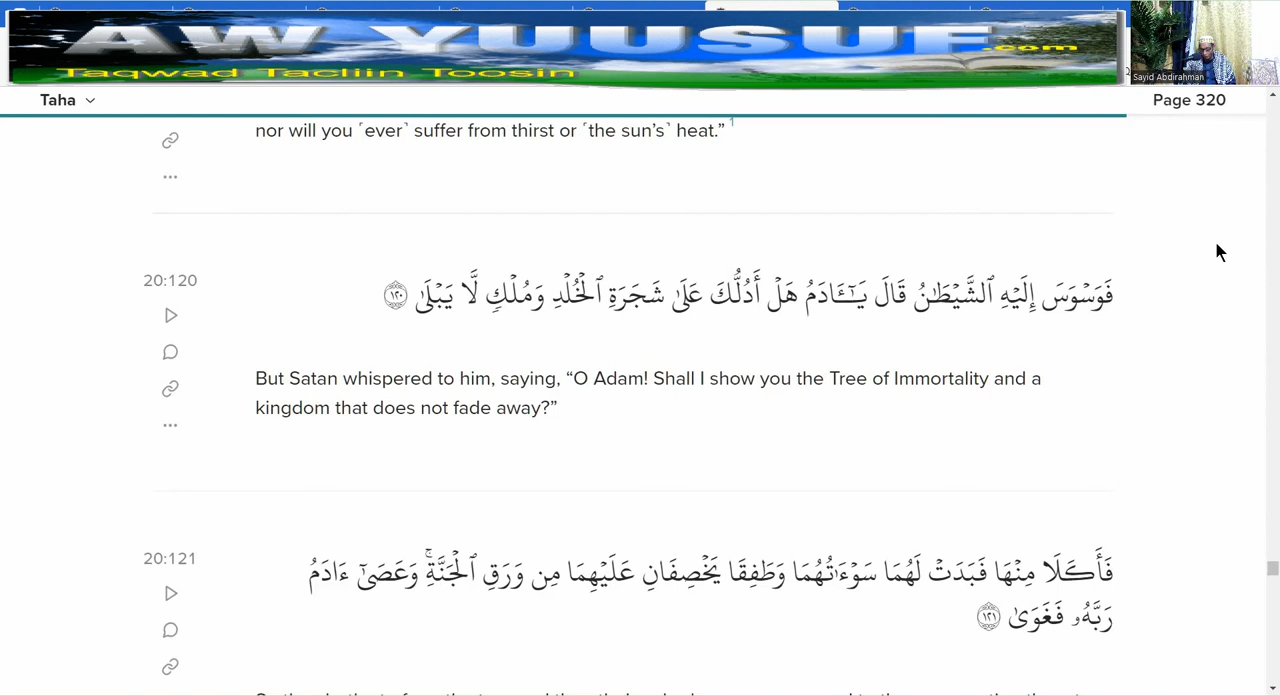 AW YUUSUF.com
Taqwad Tacliin Toosin
Sayid Abdirahman
Taha
Page 320
nor will you ˹ever˺ suffer from thirst or ˹the sun’s˺ heat.” 1
20:120
فَوَسْوَسَ إِلَيْهِ ٱلشَّيْطَـٰنُ قَالَ يَـٰٓـَٔادَمُ هَلْ أَدُلُّكَ عَلَىٰ شَجَرَةِ ٱلْخُلْدِ وَمُلْكٍ لَّا يَبْلَىٰ ١٢٠
But Satan whispered to him, saying, “O Adam! Shall I show you the Tree of Immortality and a
kingdom that does not fade away?”
20:121
فَأَكَلَا مِنْهَا فَبَدَتْ لَهُمَا سَوْءَٰتُهُمَا وَطَفِقَا يَخْصِفَانِ عَلَيْهِمَا مِن وَرَقِ ٱلْجَنَّةِ ۚ وَعَصَىٰٓ ءَادَمُ
رَبَّهُۥ فَغَوَىٰ ١٢١